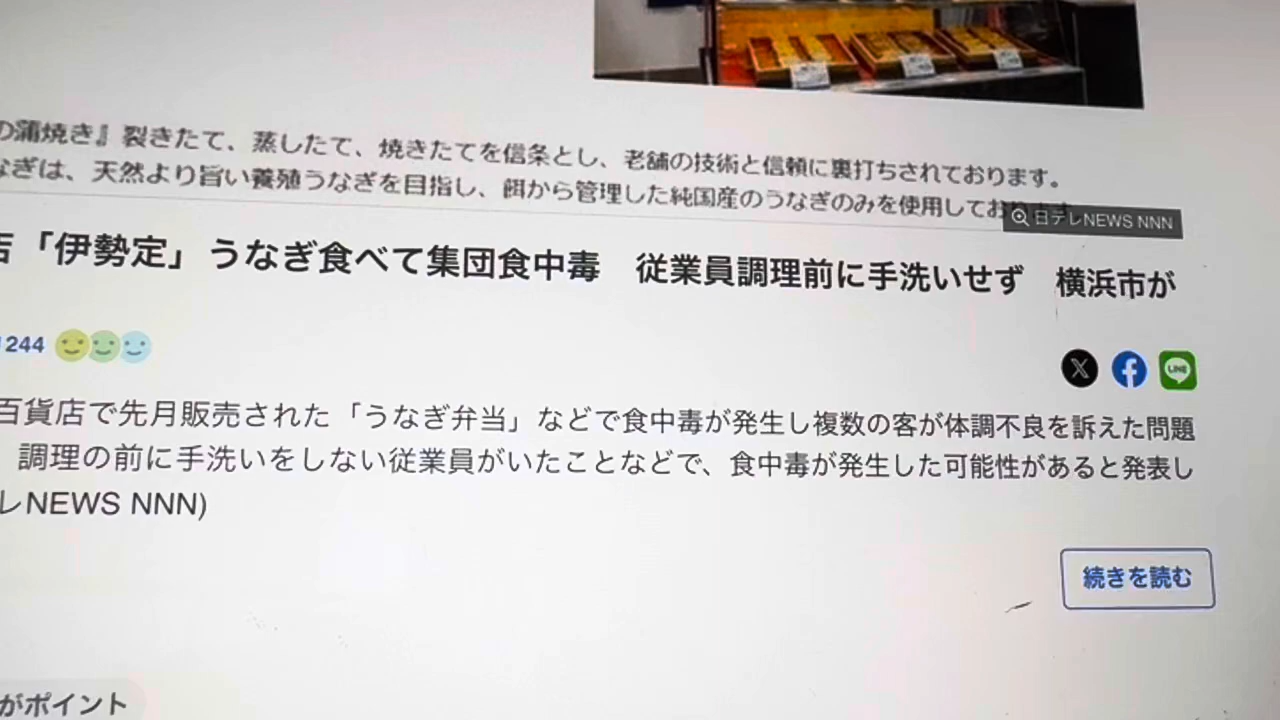 の蒲焼き』裂きたて、蒸したて、焼きたてを信条とし、老舗の技術と信頼に裏打ちされております。
なぎは、天然より旨い養殖うなぎを目指し、餌から管理した純国産のうなぎのみを使用してお
日テレNEWS NNN
店「伊勢定」うなぎ食べて集団食中毒　従業員調理前に手洗いせず　横浜市が
244
LINE
百貨店で先月販売された「うなぎ弁当」などで食中毒が発生し複数の客が体調不良を訴えた問題
調理の前に手洗いをしない従業員がいたことなどで、食中毒が発生した可能性があると発表し
レNEWS NNN)
続きを読む
がポイント